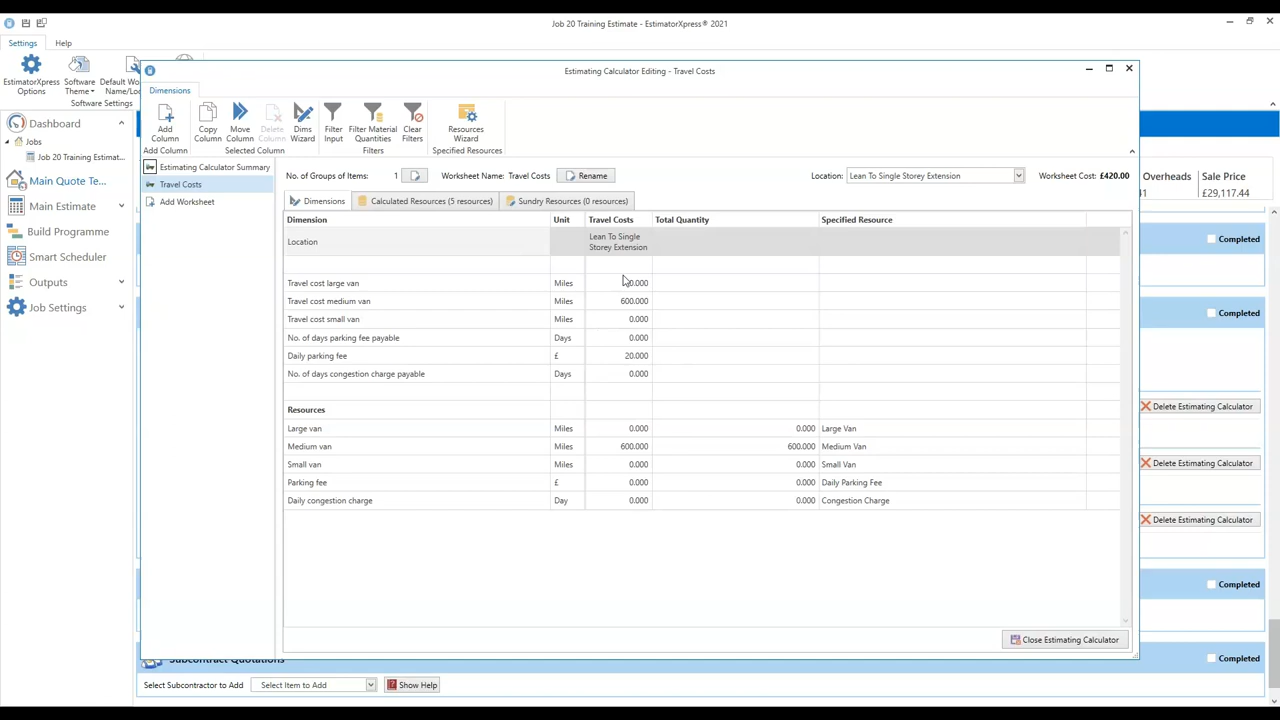 Job 20 Training Estimate - EstimatorXpress® 2021
Settings
Help
EstimatorXpress
Options
Software
Theme
Software Settings
Estimating Calculator Editing - Travel Costs
Dimensions
Add
Column
Copy
Column
Move
Column
Delete
Column
Dims
Wizard
Filter
Input
Filter Material
Quantities
Clear
Filters
Resources
Wizard
Add Column
Selected Column
Filters
Specified Resources
Dashboard
Jobs
Job 20 Training Estimat...
Main Quote Te...
Main Estimate
Build Programme
Smart Scheduler
Outputs
Job Settings
Estimating Calculator Summary
Travel Costs
Add Worksheet
No. of Groups of Items: 1
Worksheet Name: Travel Costs
Rename
Location: Lean To Single Storey Extension
Worksheet Cost: £420.00
Dimensions
Calculated Resources (5 resources)
Sundry Resources (0 resources)
Dimension Unit Travel Costs Total Quantity Specified Resource
Location Lean To Single
Storey Extension
Travel cost large van Miles
Travel cost medium van Miles 600.000
Travel cost small van Miles 0.000
No. of days parking fee payable Days 0.000
Daily parking fee £ 20.000
No. of days congestion charge payable Days 0.000
Resources
Large van Miles 0.000 0.000 Large Van
Medium van Miles 600.000 600.000 Medium Van
Small van Miles 0.000 0.000 Small Van
Parking fee £ 0.000 0.000 Daily Parking Fee
Daily congestion charge Day 0.000 0.000 Congestion Charge
Close Estimating Calculator
Overheads
Sale Price
£29,117.44
Completed
Completed
Delete Estimating Calculator
Delete Estimating Calculator
Delete Estimating Calculator
Completed
Subcontract Quotations
Completed
Select Subcontractor to Add
Select Item to Add
Show Help